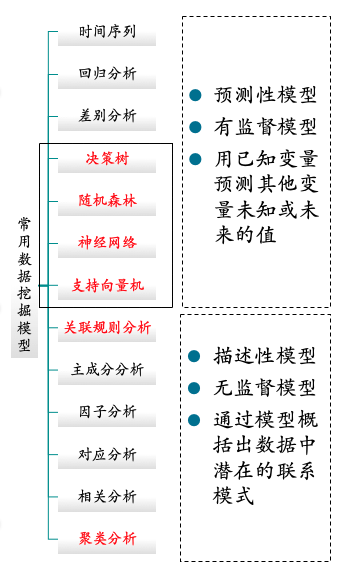 常用数据挖掘模型
时间序列
回归分析
差别分析
决策树
随机森林
神经网络
支持向量机
关联规则分析
主成分分析
因子分析
对应分析
相关分析
聚类分析
预测性模型
有监督模型
用已知变量
预测其他变
量未知或未
来的值
描述性模型
无监督模型
通过模型概
括出数据中
潜在的联系
模式